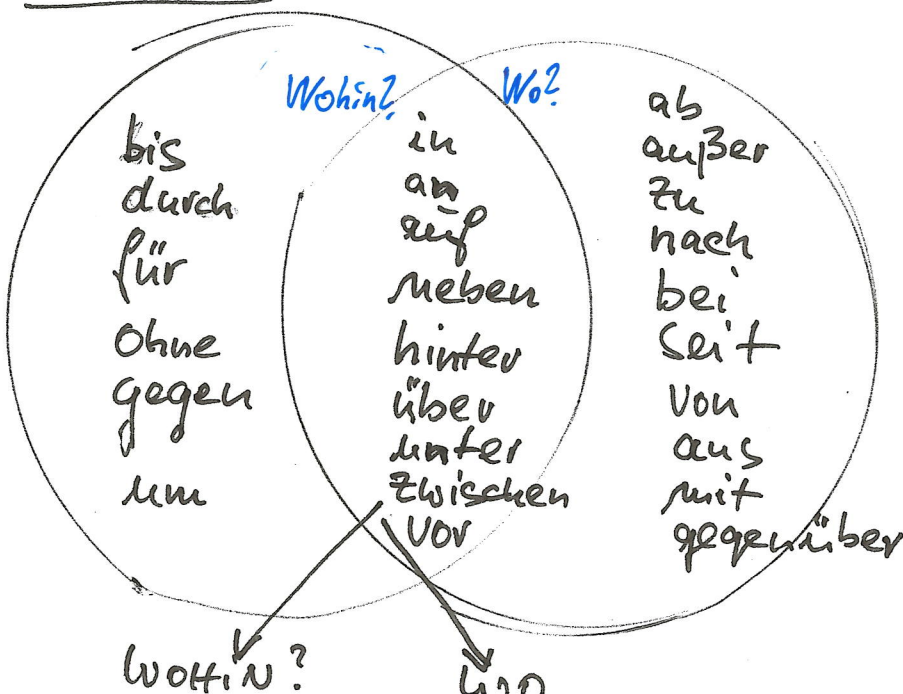 Wohin? Wo?
bis
durch
für
ohne
gegen
um
in
an
auf
neben
hinter
über
unter
zwischen
vor
ab
außer
zu
nach
bei
seit
von
aus
mit
gegenüber
WOHIN?